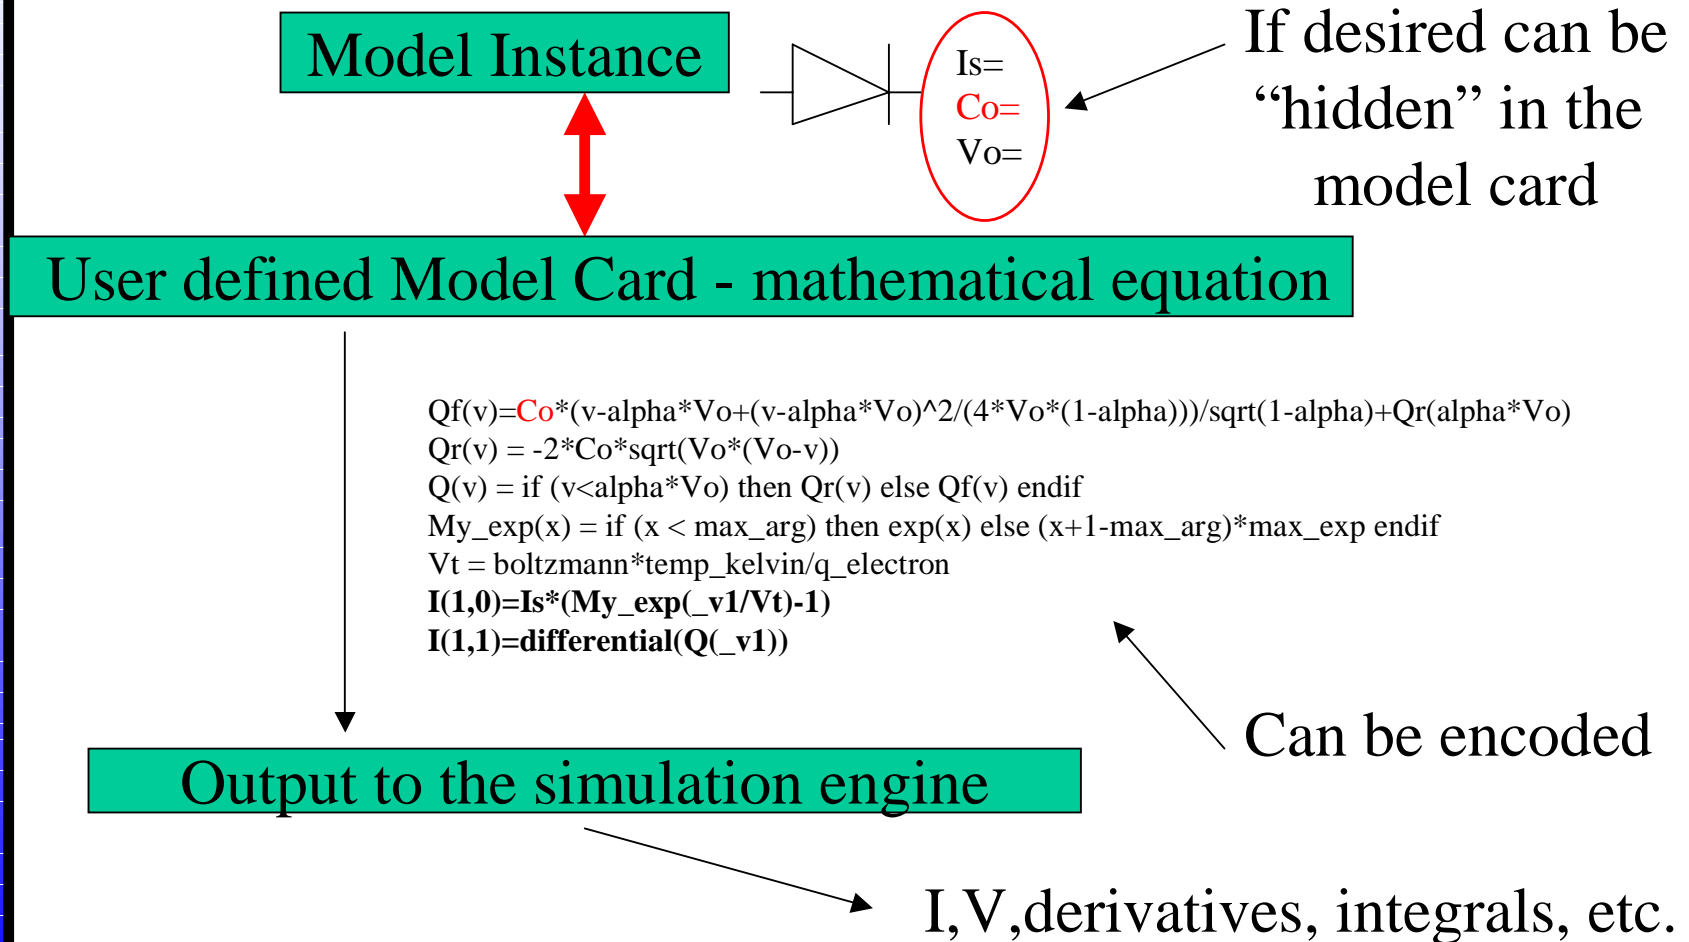 Model Instance
Is=
Co=
Vo=
If desired can be
“hidden” in the
model card
User defined Model Card - mathematical equation
Qf(v)=Co*(v-alpha*Vo+(v-alpha*Vo)^2/(4*Vo*(1-alpha)))/sqrt(1-alpha)+Qr(alpha*Vo)
Qr(v) = -2*Co*sqrt(Vo*(Vo-v))
Q(v) = if (v<alpha*Vo) then Qr(v) else Qf(v) endif
My_exp(x) = if (x < max_arg) then exp(x) else (x+1-max_arg)*max_exp endif
Vt = boltzmann*temp_kelvin/q_electron
I(1,0)=Is*(My_exp(_v1/Vt)-1)
I(1,1)=differential(Q(_v1))
Can be encoded
Output to the simulation engine
I,V,derivatives, integrals, etc.